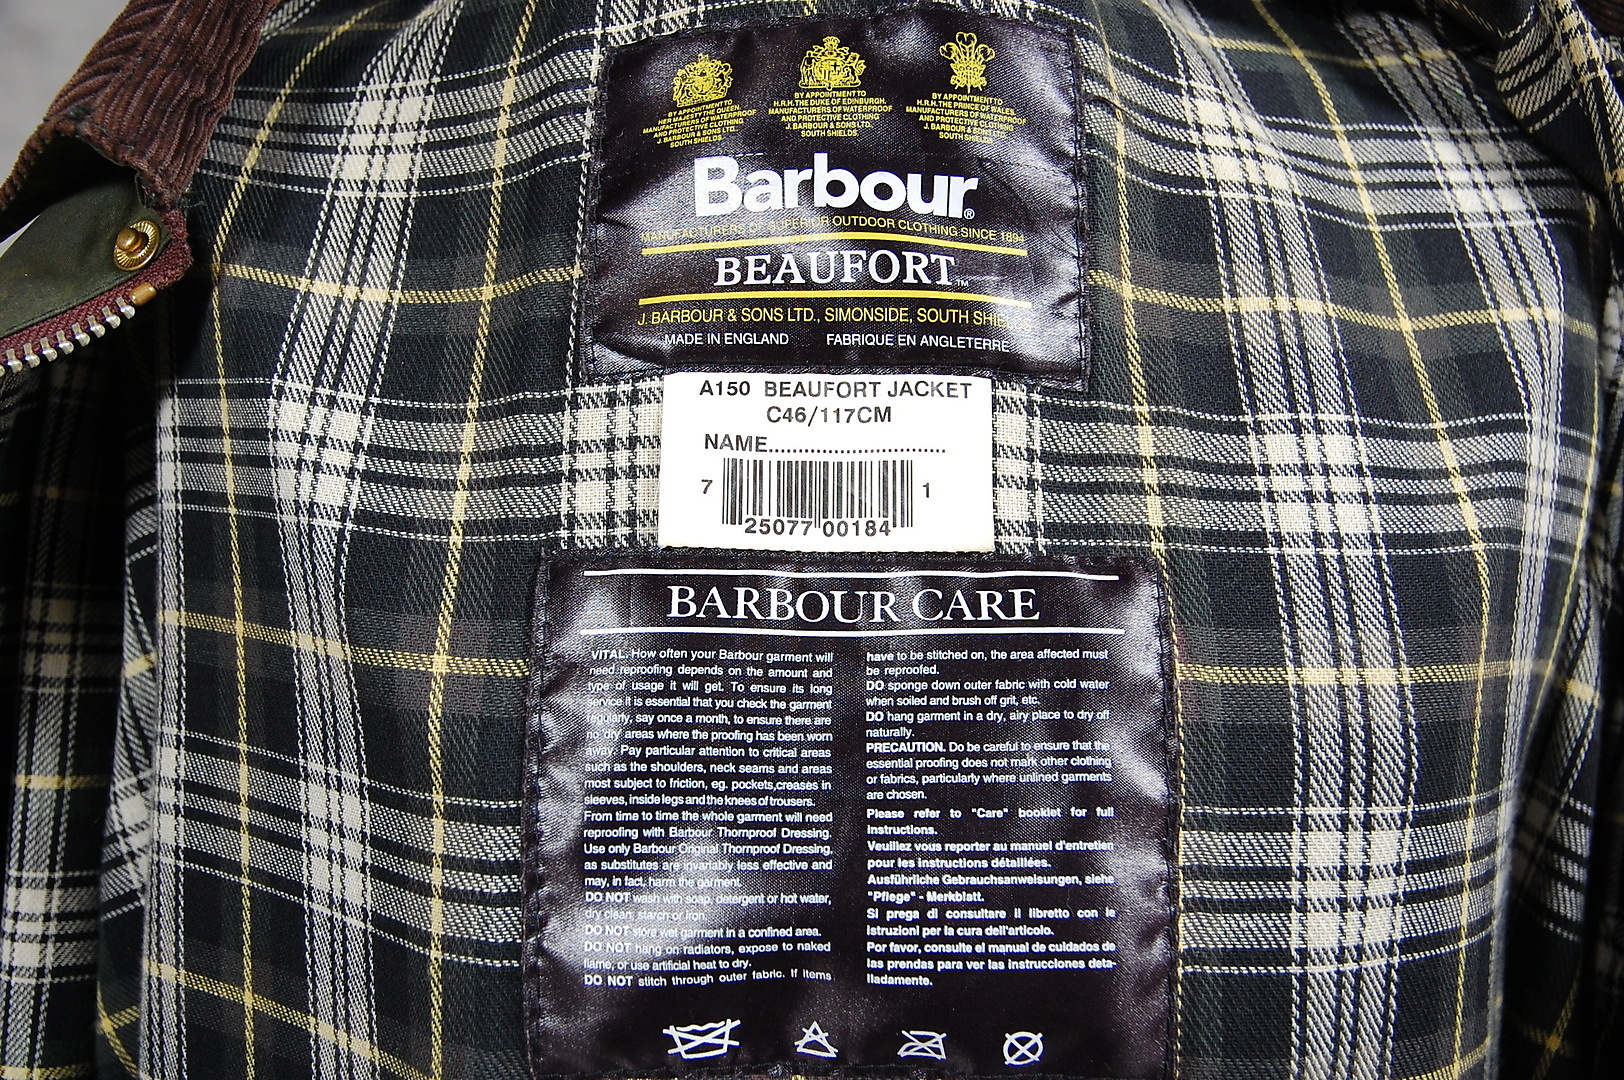 BY APPOINTMENT TO
HER MAJESTY THE QUEEN,
MANUFACTURERS OF WATERPROOF
AND PROTECTIVE CLOTHING
J. BARBOUR & SONS LTD.,
SOUTH SHIELDS.
BY APPOINTMENT TO
H.R.H. THE DUKE OF EDINBURGH,
MANUFACTURERS OF WATERPROOF
AND PROTECTIVE CLOTHING
J. BARBOUR & SONS LTD.
SOUTH SHIELDS.
BY APPOINTMENT TO
H.R.H. THE PRINCE OF WALES,
MANUFACTURERS OF WATERPROOF
AND PROTECTIVE CLOTHING
J. BARBOUR & SONS LTD.
SOUTH SHIELDS.
Barbour®
MANUFACTURERS OF SUPERIOR OUTDOOR CLOTHING SINCE 1894
BEAUFORT™
J. BARBOUR & SONS LTD., SIMONSIDE, SOUTH SHIELDS
MADE IN ENGLAND FABRIQUE EN ANGLETERRE
A150 BEAUFORT JACKET
C46/117CM
NAME..............................
7 25077 00184 1
BARBOUR CARE
VITAL. How often your Barbour garment will
need reproofing depends on the amount and
type of usage it will get. To ensure its long
service it is essential that you check the garment
regularly, say once a month, to ensure there are
no dry areas where the proofing has been worn
away. Pay particular attention to critical areas
such as the shoulders, neck seams and areas
most subject to friction, eg. pockets,creases in
sleeves, inside legs and the knees of trousers.
From time to time the whole garment will need
reproofing with Barbour Thornproof Dressing.
Use only Barbour Original Thornproof Dressing,
as substitutes are invariably less effective and
may, in fact, harm the garment.
DO NOT wash with soap, detergent or hot water,
dry clean, starch or iron.
DO NOT store wet garment in a confined area.
DO NOT hang on radiators, expose to naked
flame, or use artificial heat to dry.
DO NOT stitch through outer fabric. If items
have to be stitched on, the area affected must
be reproofed.
DO sponge down outer fabric with cold water
when soiled and brush off grit, etc.
DO hang garment in a dry, airy place to dry off
naturally.
PRECAUTION. Do be careful to ensure that the
essential proofing does not mark other clothing
or fabrics, particularly where unlined garments
are chosen.
Please refer to "Care" booklet for full
instructions.
Veuillez vous reporter au manuel d'entretien
pour les instructions détaillées.
Ausführliche Gebrauchsanweisungen, siehe
"Pflege" - Merkblatt.
Si prega di consultare il libretto con le
istruzioni per la cura dell'articolo.
Por favor, consulte el manual de cuidados de
las prendas para ver las instrucciones deta-
lladamente.